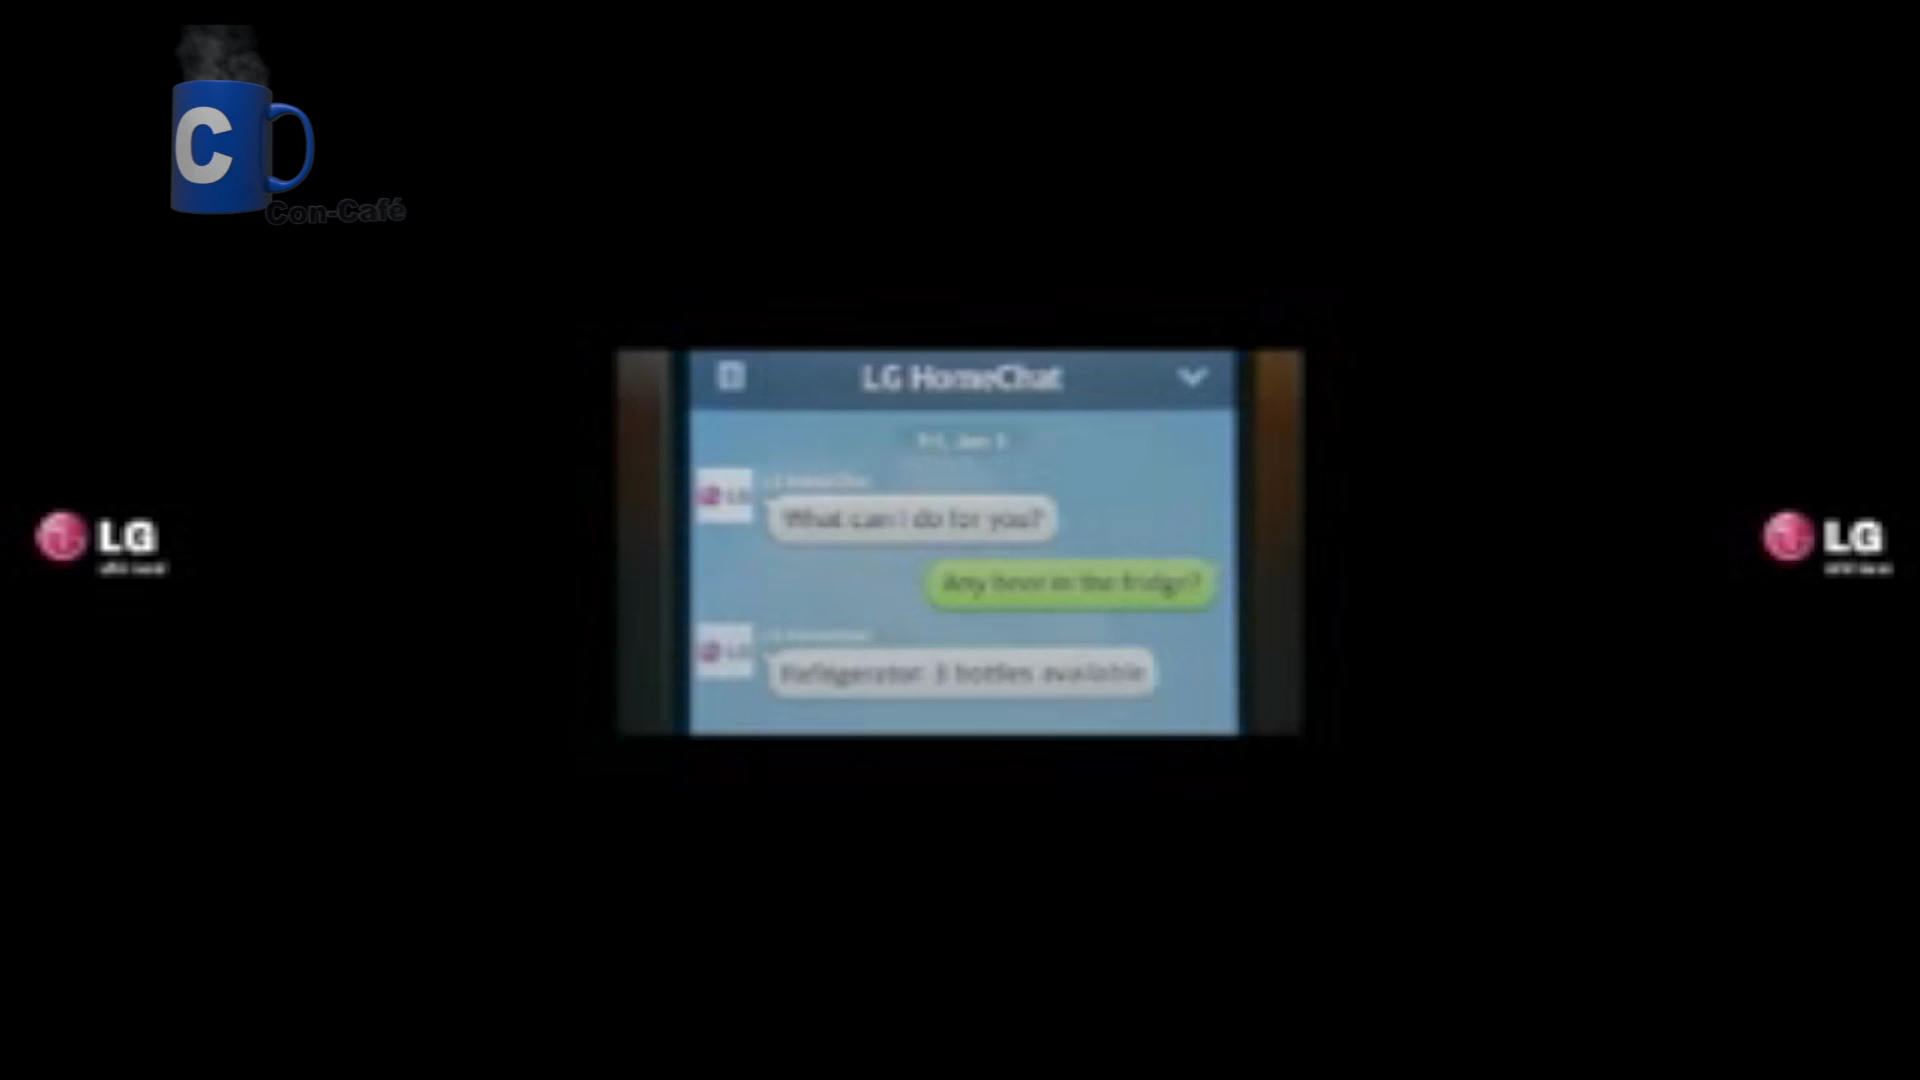 C
Con-Café
LG HomeChat
What can I do for you?
Any beer in the fridge?
Refrigerator: 3 bottles available
LG
LG